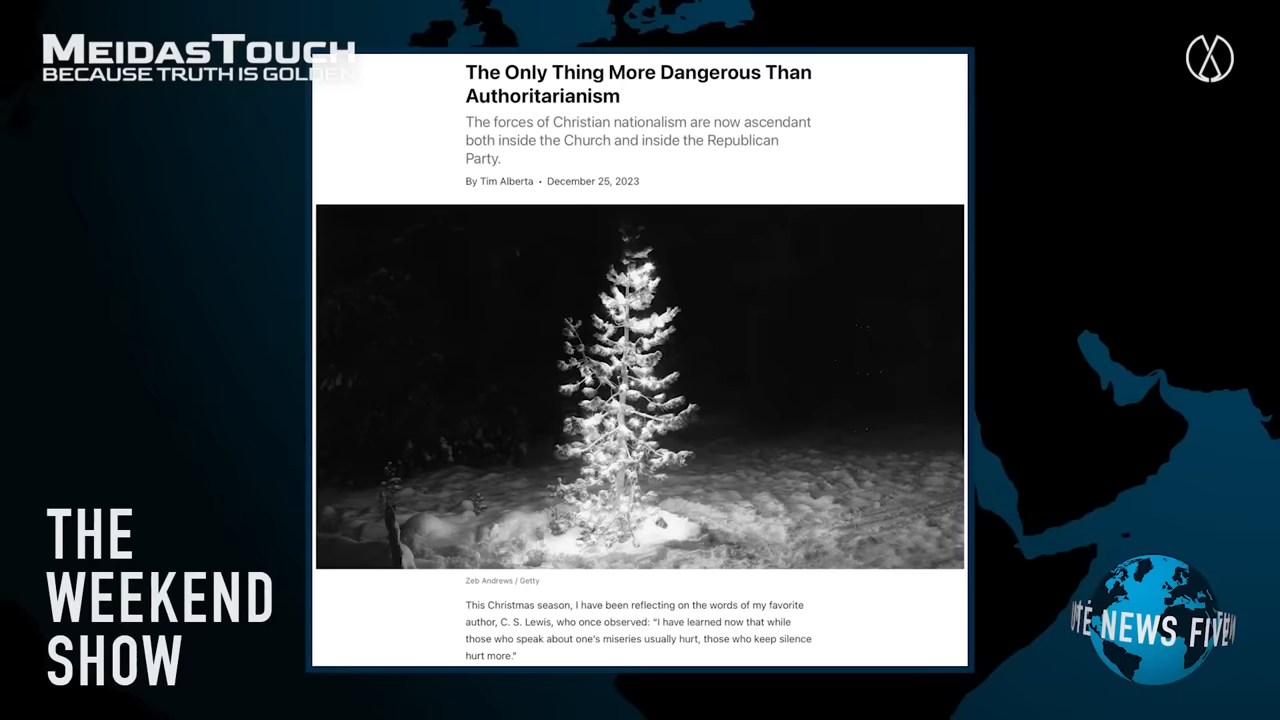 MEIDASTOUCH
BECAUSE TRUTH IS GOLDEN
The Only Thing More Dangerous Than
Authoritarianism
The forces of Christian nationalism are now ascendant
both inside the Church and inside the Republican
Party.
By Tim Alberta • December 25, 2023
Zeb Andrews / Getty
This Christmas season, I have been reflecting on the words of my favorite
author, C. S. Lewis, who once observed: “I have learned now that while
those who speak about one’s miseries usually hurt, those who keep silence
hurt more.”
THE
WEEKEND
SHOW
NEWS